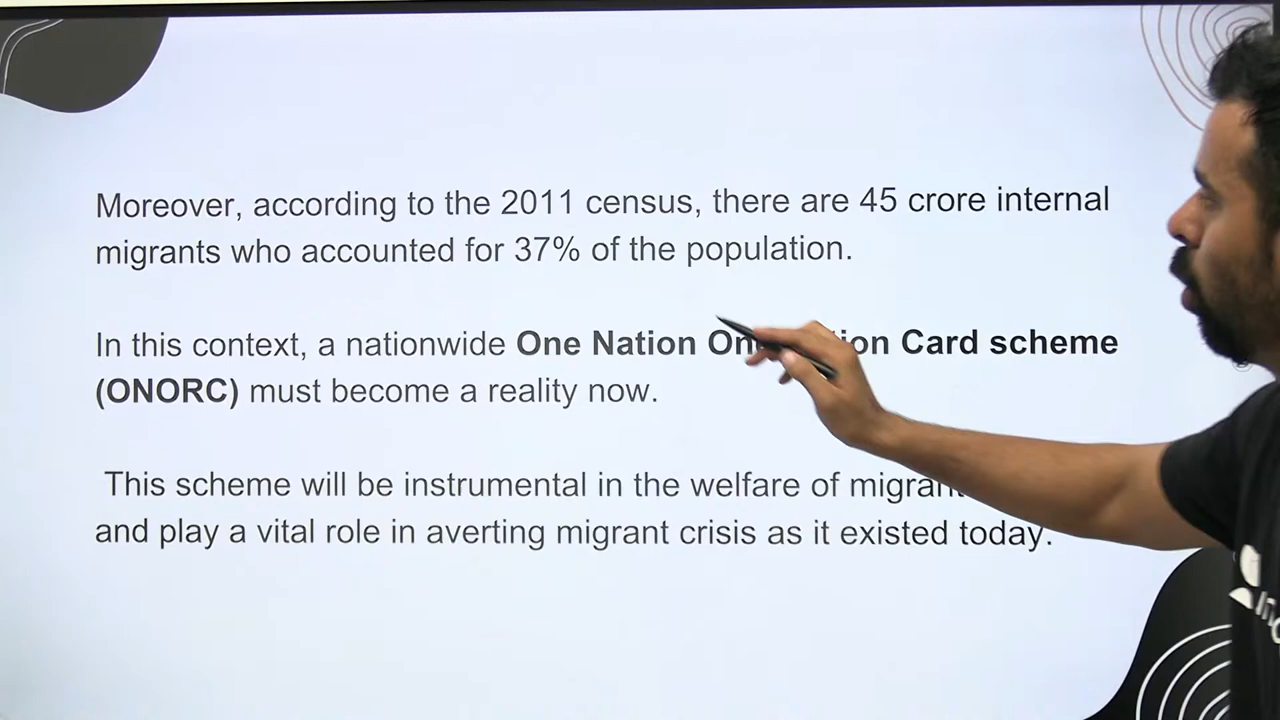 Moreover, according to the 2011 census, there are 45 crore internal
migrants who accounted for 37% of the population.
In this context, a nationwide One Nation Card scheme
(ONORC) must become a reality now.
This scheme will be instrumental in the welfare of
and play a vital role in averting migrant crisis as it existed today.